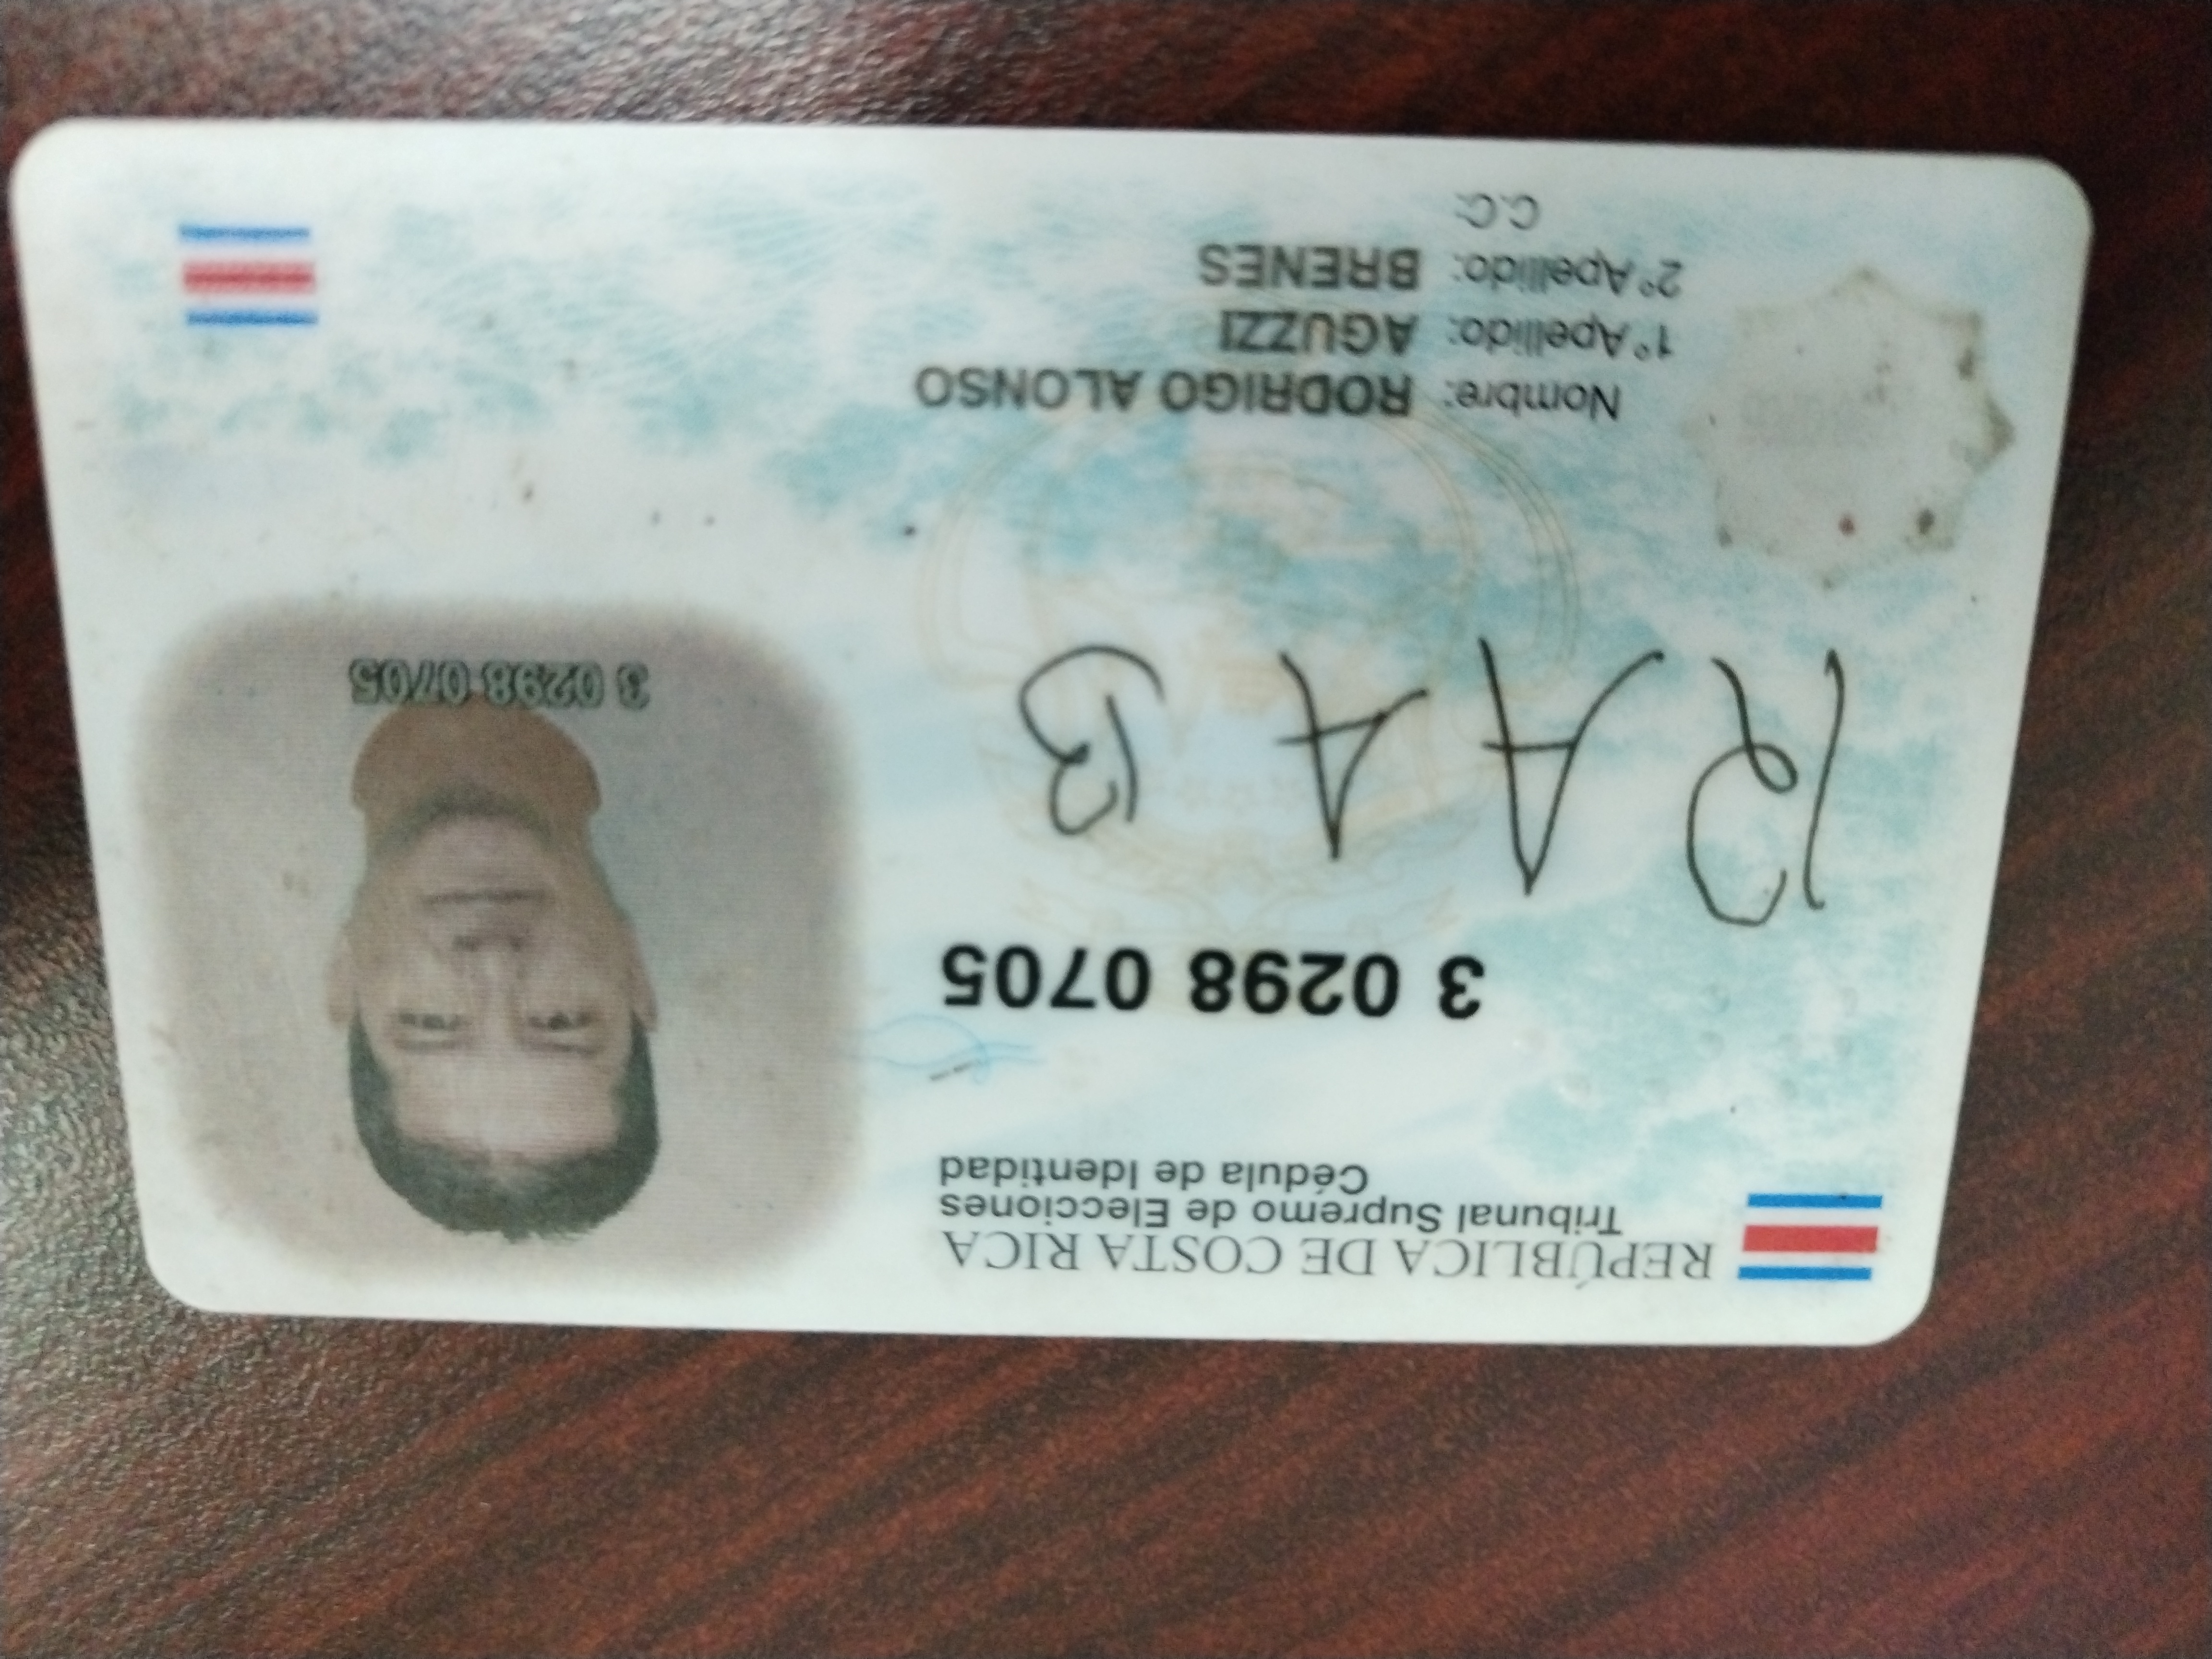 REPÚBLICA DE COSTA RICA
Tribunal Supremo de Elecciones
Cédula de Identidad
3 0298 0705
R A A B
3 0298 0705
Nombre: RODRIGO ALONSO
1° Apellido: AGUZZI
2° Apellido: BRENES
C.C: